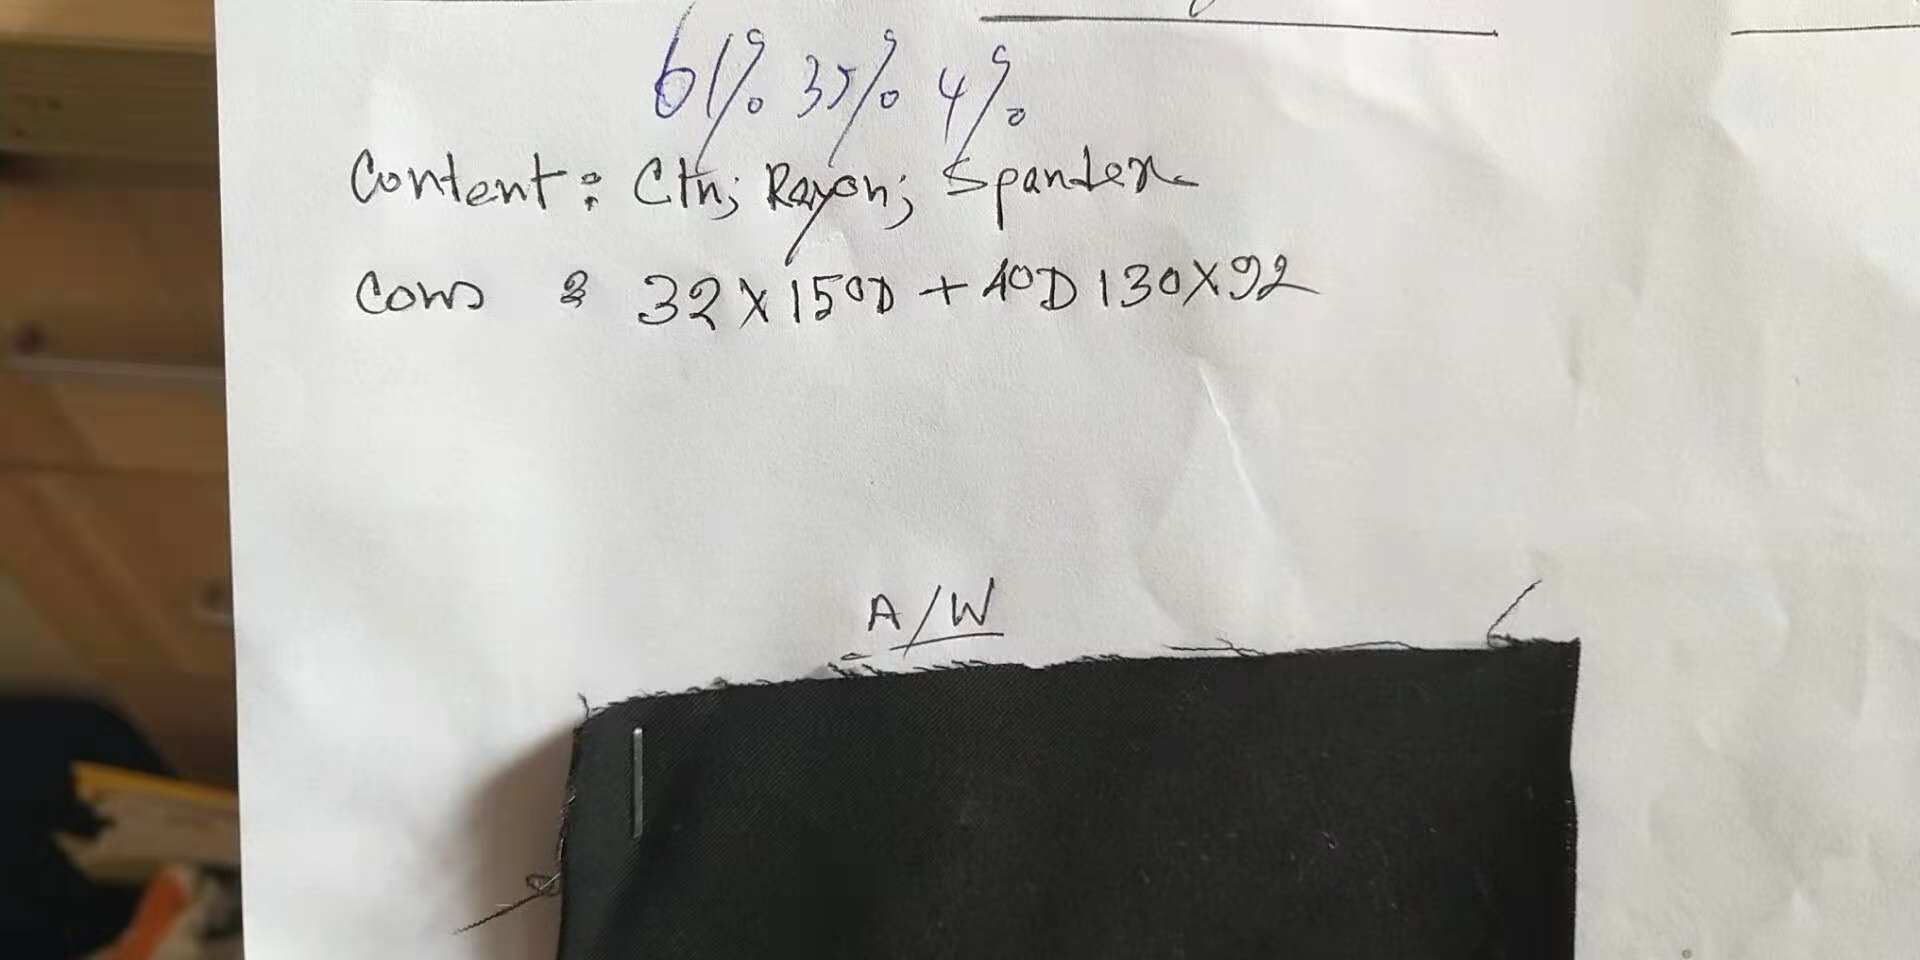 61% 35% 4%
Content: Ctn; Rayon; Spandex
Cons : 32 X 150D + 40D 130X92
A/W